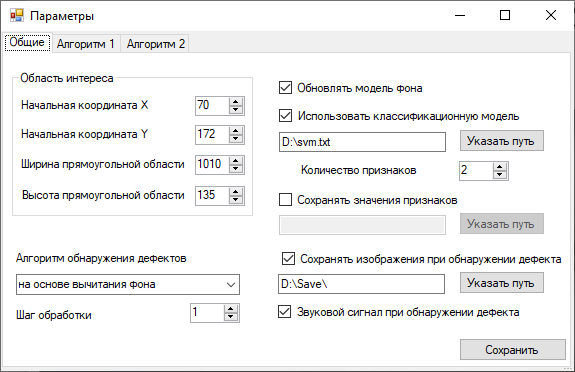 Параметры
Общие Алгоритм 1 Алгоритм 2
Область интереса
Начальная координата X 70
Начальная координата Y 172
Ширина прямоугольной области 1010
Высота прямоугольной области 135
Алгоритм обнаружения дефектов
на основе вычитания фона
Шаг обработки 1
Обновлять модель фона
Использовать классификационную модель
D:\svm.txt Указать путь
Количество признаков 2
Сохранять значения признаков
Указать путь
Сохранять изображения при обнаружении дефекта
D:\Save\ Указать путь
Звуковой сигнал при обнаружении дефекта
Сохранить